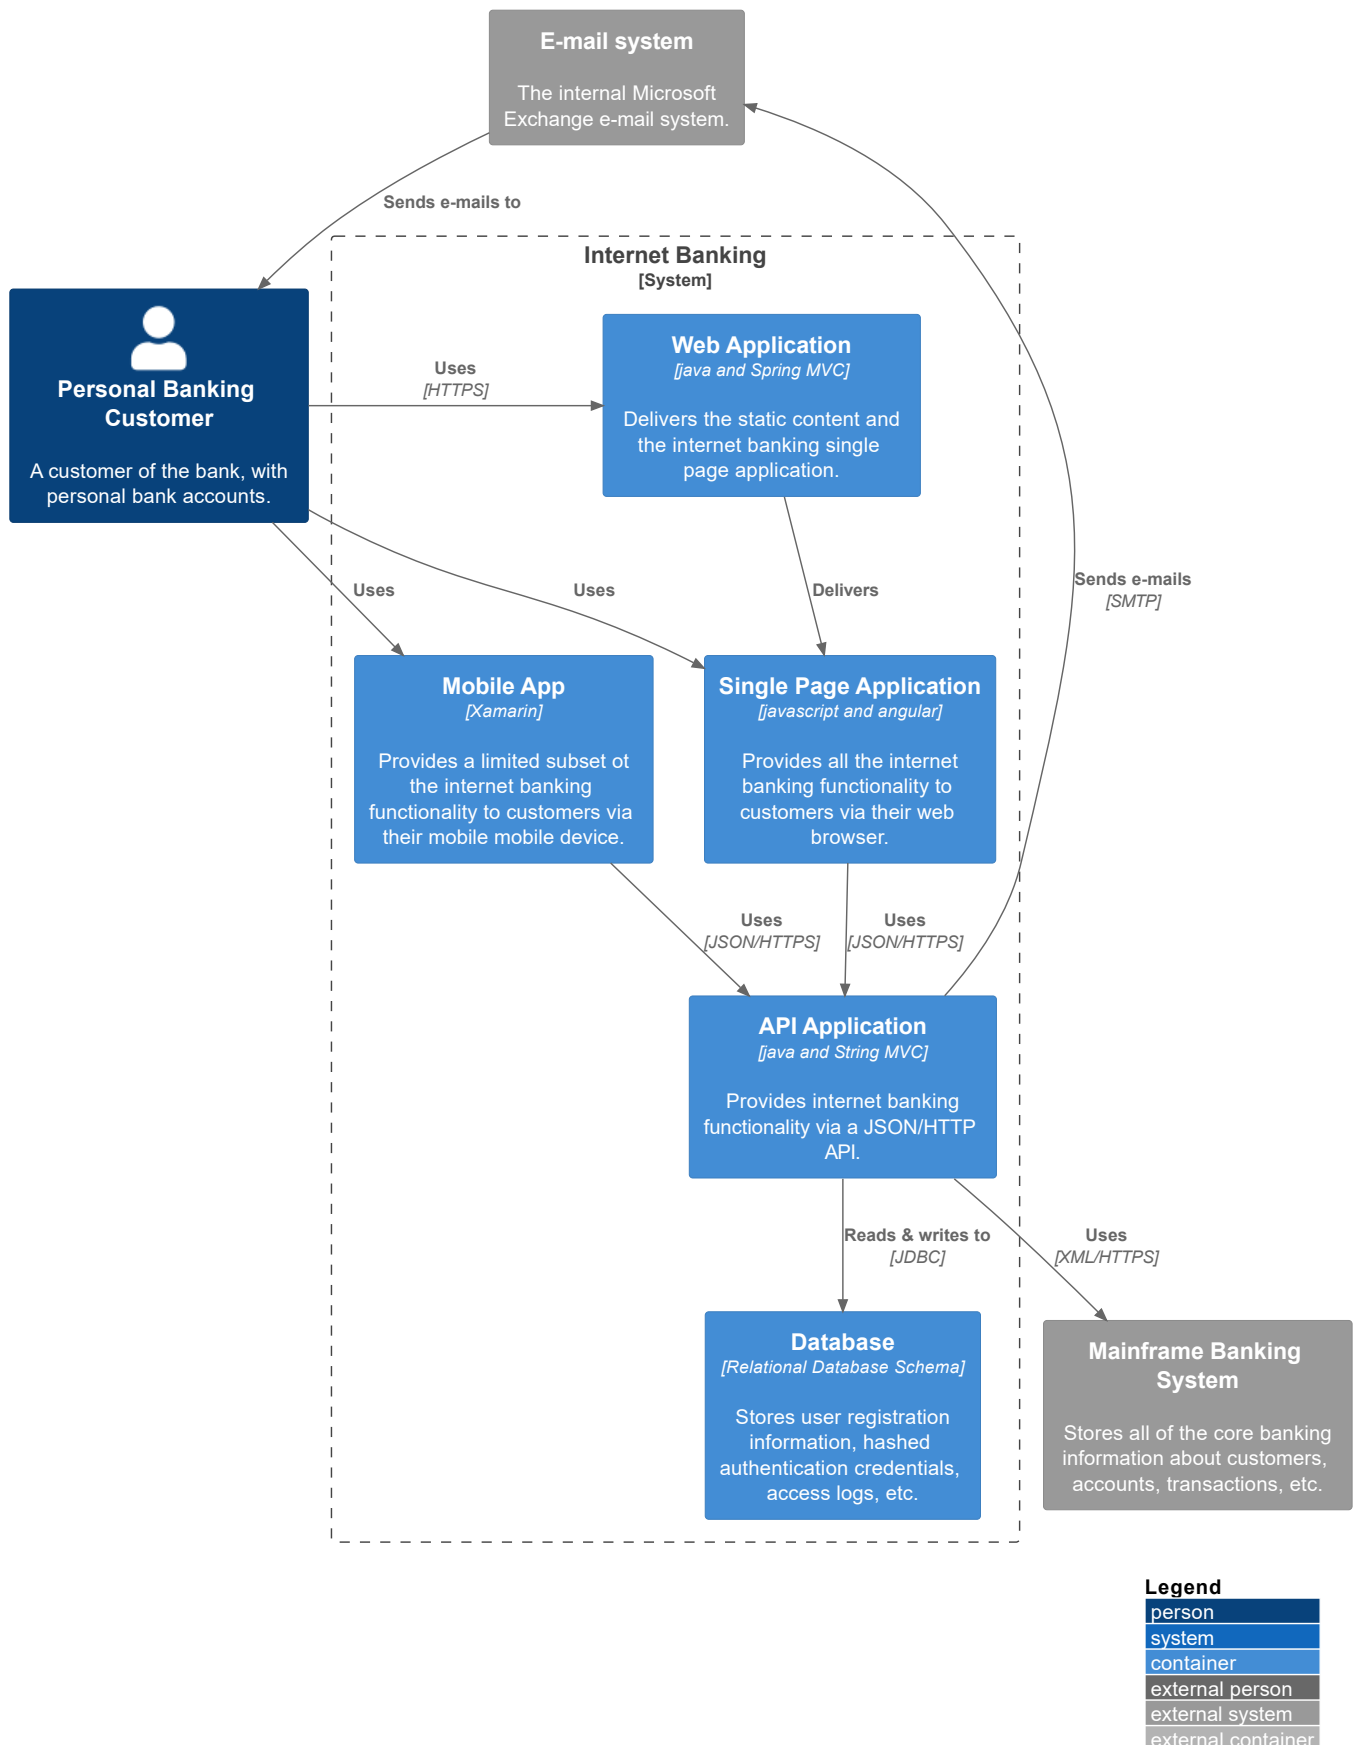 E-mail system
The internal Microsoft
Exchange e-mail system.
Sends e-mails to
Internet Banking
[System]
Personal Banking
Customer
A customer of the bank, with
personal bank accounts.
Uses
[HTTPS]
Web Application
[java and Spring MVC]
Delivers the static content and
the internet banking single
page application.
Uses
Uses
Delivers
Sends e-mails
[SMTP]
Mobile App
[Xamarin]
Provides a limited subset ot
the internet banking
functionality to customers via
their mobile mobile device.
Single Page Application
[javascript and angular]
Provides all the internet
banking functionality to
customers via their web
browser.
Uses
[JSON/HTTPS]
Uses
[JSON/HTTPS]
API Application
[java and String MVC]
Provides internet banking
functionality via a JSON/HTTP
API.
Reads & writes to
[JDBC]
Uses
[XML/HTTPS]
Database
[Relational Database Schema]
Stores user registration
information, hashed
authentication credentials,
access logs, etc.
Mainframe Banking
System
Stores all of the core banking
information about customers,
accounts, transactions, etc.
Legend
person
system
container
external person
external system
external container